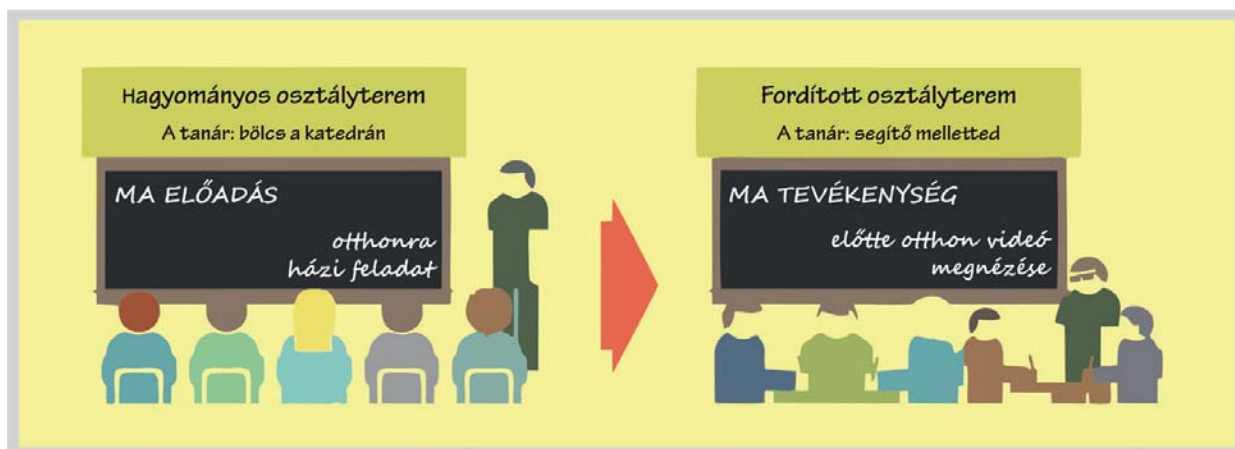 Hagyományos osztályterem
A tanár: bölcs a katedrán
MA ELŐADÁS
otthonra
házi feladat
Fordított osztályterem
A tanár: segítő melletted
MA TEVÉKENYSÉG
előtte otthon videó
megnézése